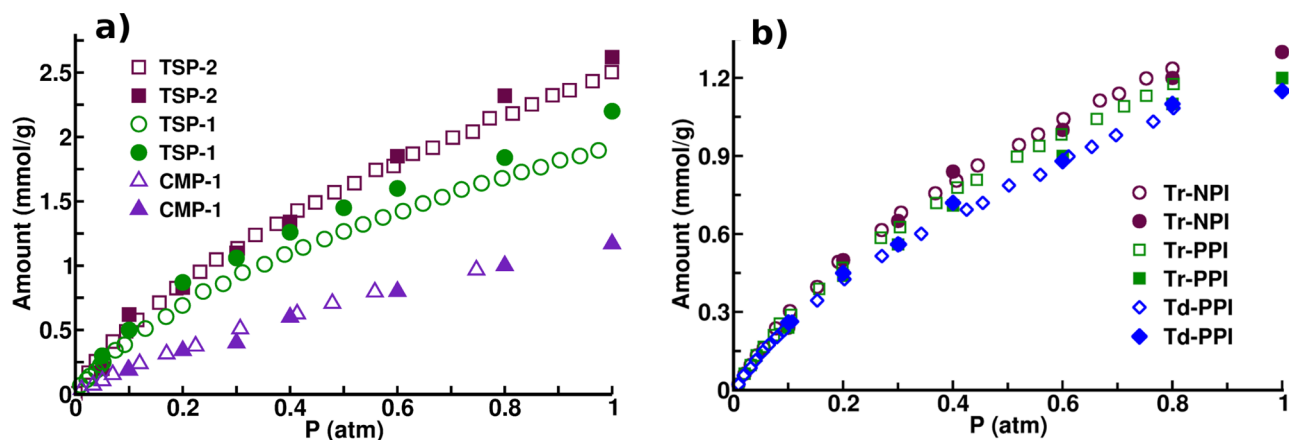 a)
Amount (mmol/g)
2.5
2
1.5
1
0.5
0
TSP-2
TSP-2
TSP-1
TSP-1
CMP-1
CMP-1
0 0.2 0.4 0.6 0.8 1
P (atm)
b)
Amount (mmol/g)
1.2
0.9
0.6
0.3
0
Tr-NPI
Tr-NPI
Tr-PPI
Tr-PPI
Td-PPI
Td-PPI
0 0.2 0.4 0.6 0.8 1
P (atm)